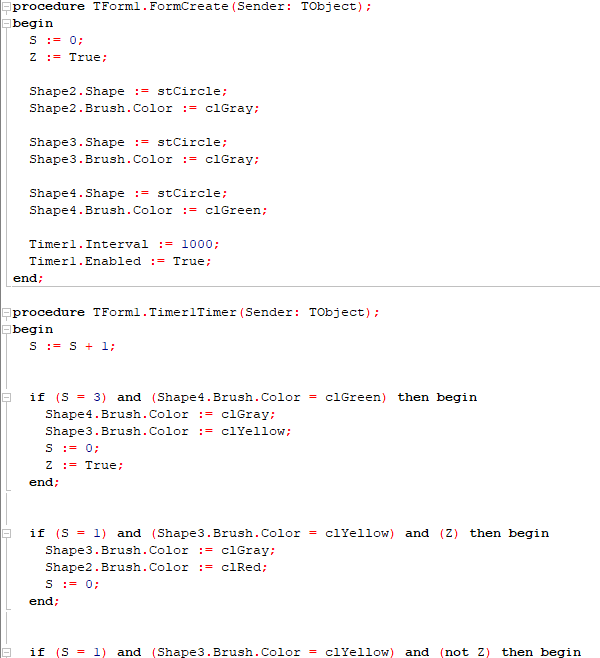 procedure TForm1.FormCreate(Sender: TObject);
begin
S := 0;
Z := True;
Shape2.Shape := stCircle;
Shape2.Brush.Color := clGray;
Shape3.Shape := stCircle;
Shape3.Brush.Color := clGray;
Shape4.Shape := stCircle;
Shape4.Brush.Color := clGreen;
Timer1.Interval := 1000;
Timer1.Enabled := True;
end;
procedure TForm1.Timer1Timer(Sender: TObject);
begin
S := S + 1;
if (S = 3) and (Shape4.Brush.Color = clGreen) then begin
Shape4.Brush.Color := clGray;
Shape3.Brush.Color := clYellow;
S := 0;
Z := True;
end;
if (S = 1) and (Shape3.Brush.Color = clYellow) and (Z) then begin
Shape3.Brush.Color := clGray;
Shape2.Brush.Color := clRed;
S := 0;
end;
if (S = 1) and (Shape3.Brush.Color = clYellow) and (not Z) then begin